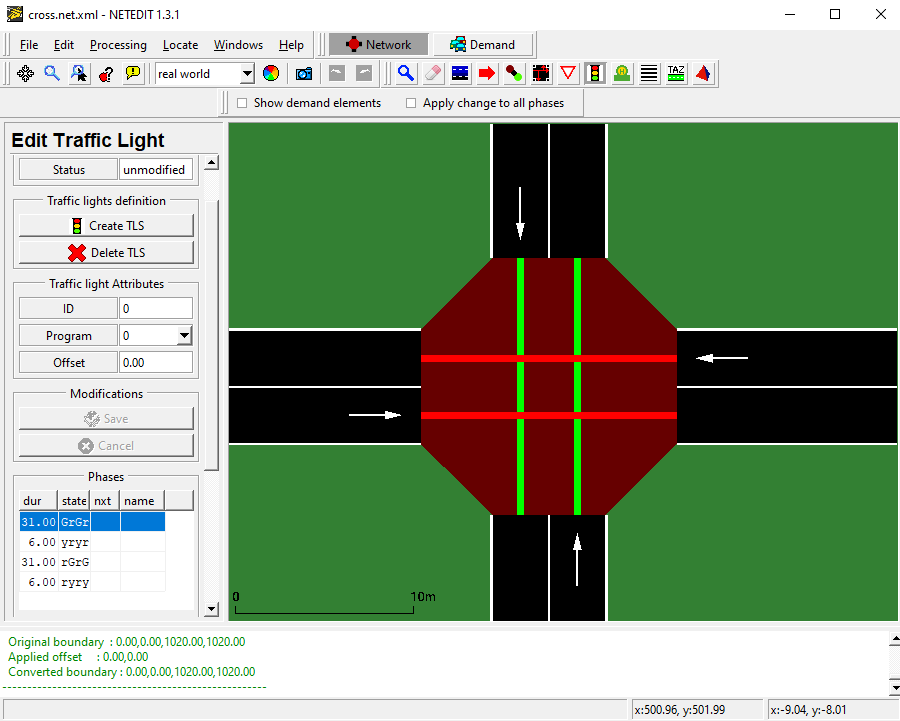 cross.net.xml - NETEDIT 1.3.1
File Edit Processing Locate Windows Help Network Demand
real world TAZ
Show demand elements Apply change to all phases
Edit Traffic Light
Status unmodified
Traffic lights definition
Create TLS
Delete TLS
Traffic light Attributes
ID 0
Program 0
Offset 0.00
Modifications
Save
Cancel
Phases
dur state nxt name
31.00 GrGr
6.00 yryr
31.00 rGrG
6.00 ryry
0 10m
Original boundary : 0.00,0.00,1020.00,1020.00
Applied offset : 0.00,0.00
Converted boundary : 0.00,0.00,1020.00,1020.00
-----------------------------------------------------
x:500.96, y:501.99 x:-9.04, y:-8.01